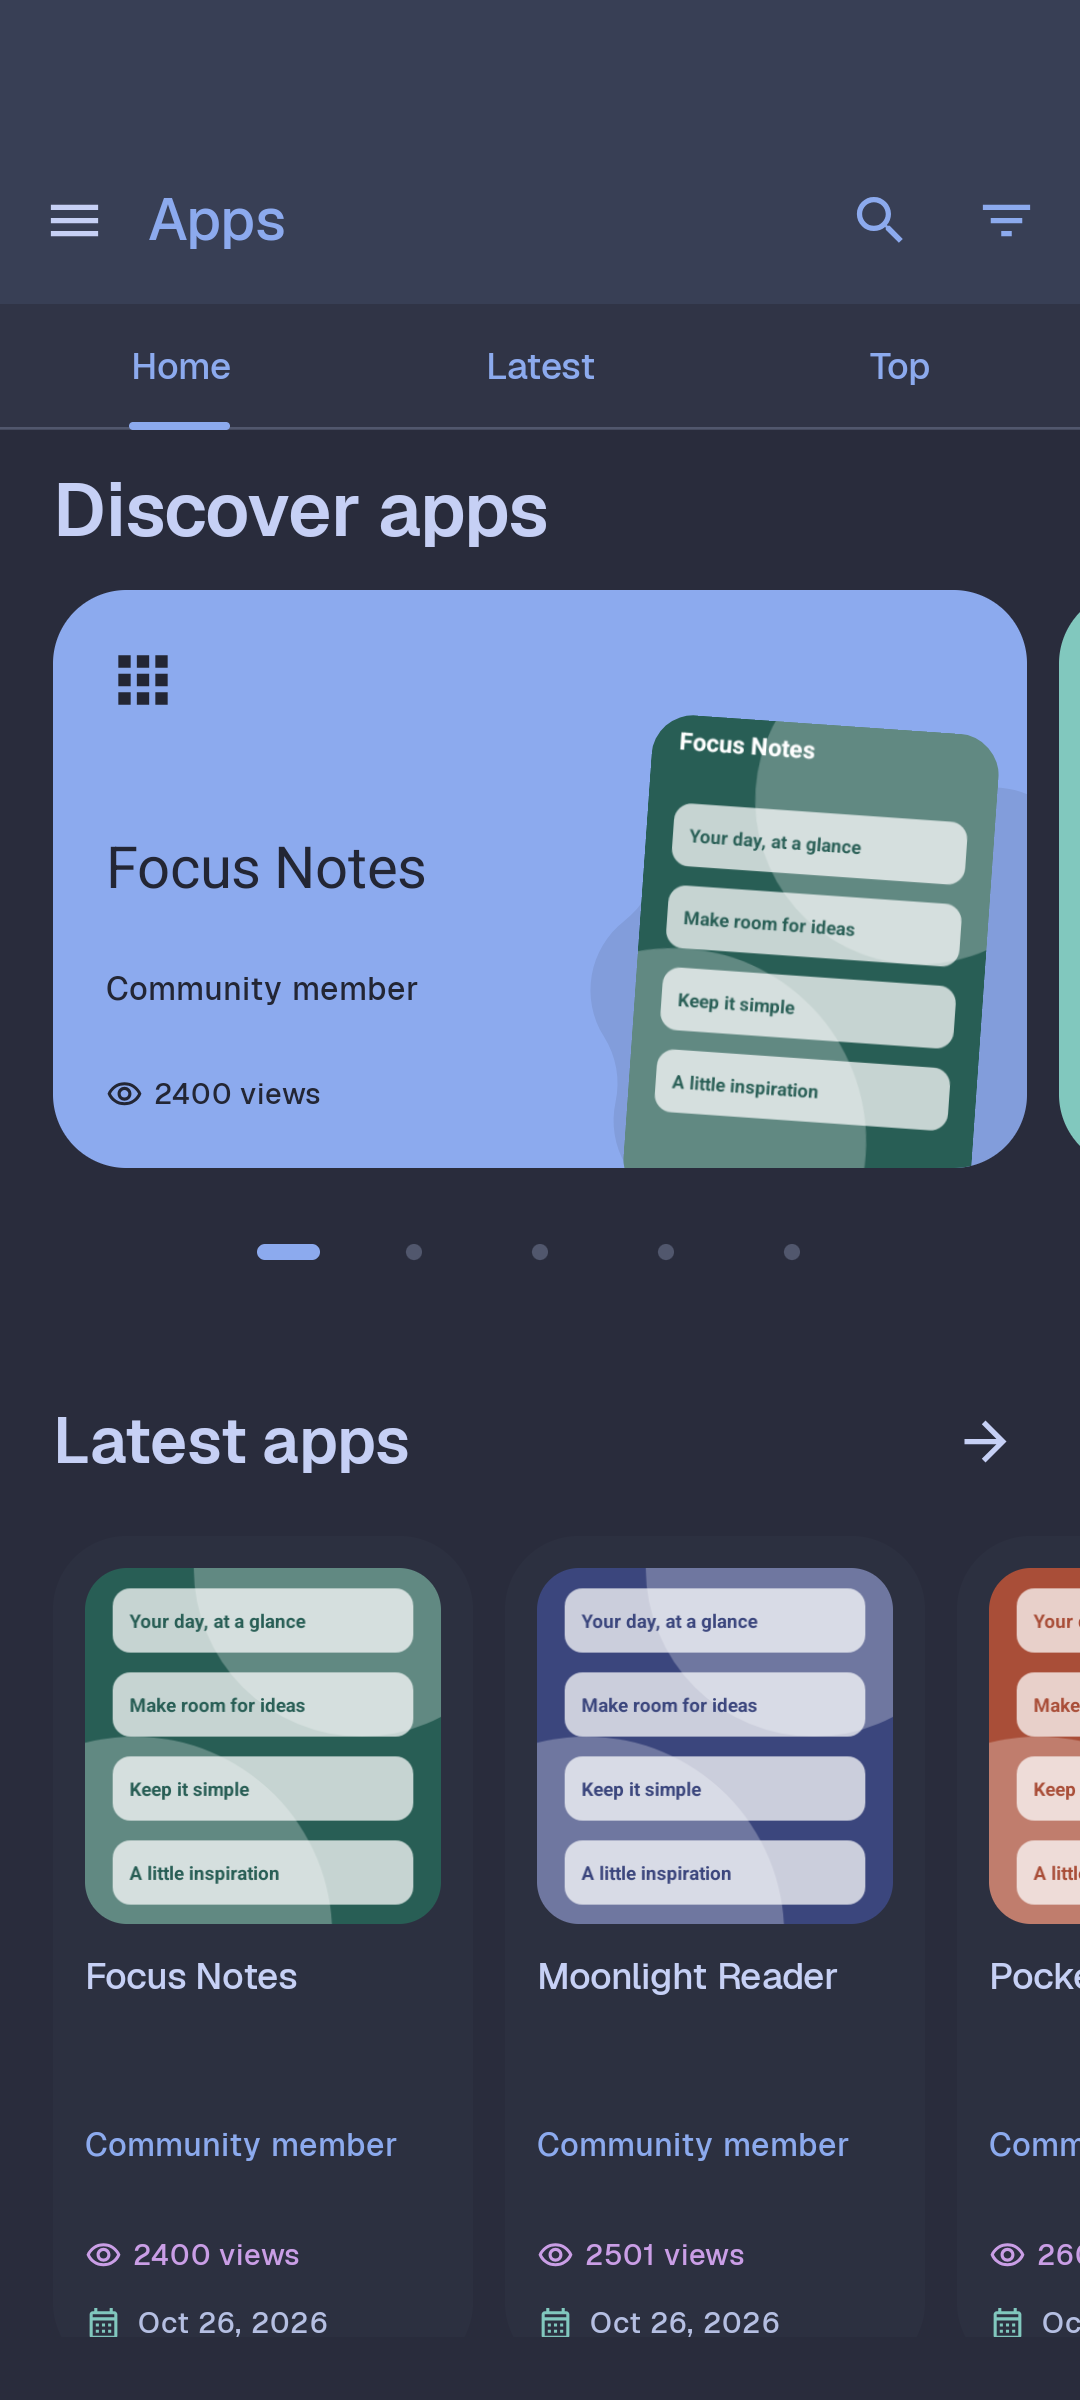 Apps
Home
Latest
Top
Discover apps
Focus Notes
Community member
2400 views
Focus Notes
Your day, at a glance
Make room for ideas
Keep it simple
A little inspiration
Latest apps
Your day, at a glance
Make room for ideas
Keep it simple
A little inspiration
Focus Notes
Community member
2400 views
Oct 26, 2026
Your day, at a glance
Make room for ideas
Keep it simple
A little inspiration
Moonlight Reader
Community member
2501 views
Oct 26, 2026
Your
Make
Keep
A